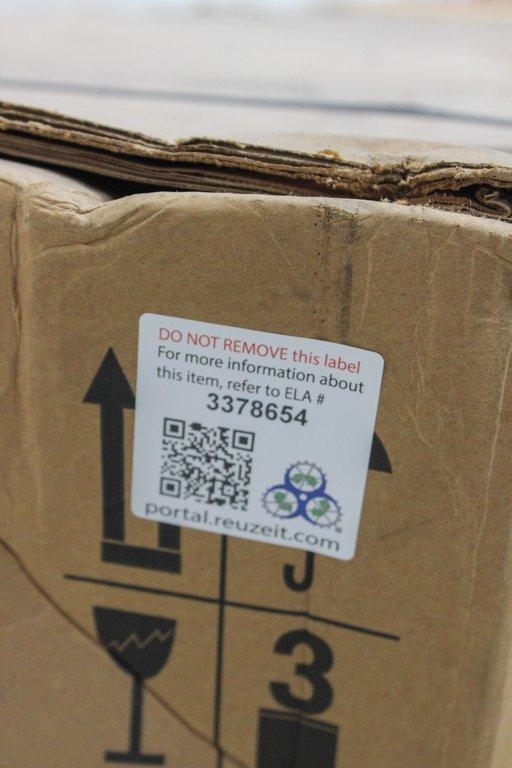 DO NOT REMOVE this label
For more information about
this item, refer to ELA #
3378654
portal.reuzeit.com
3